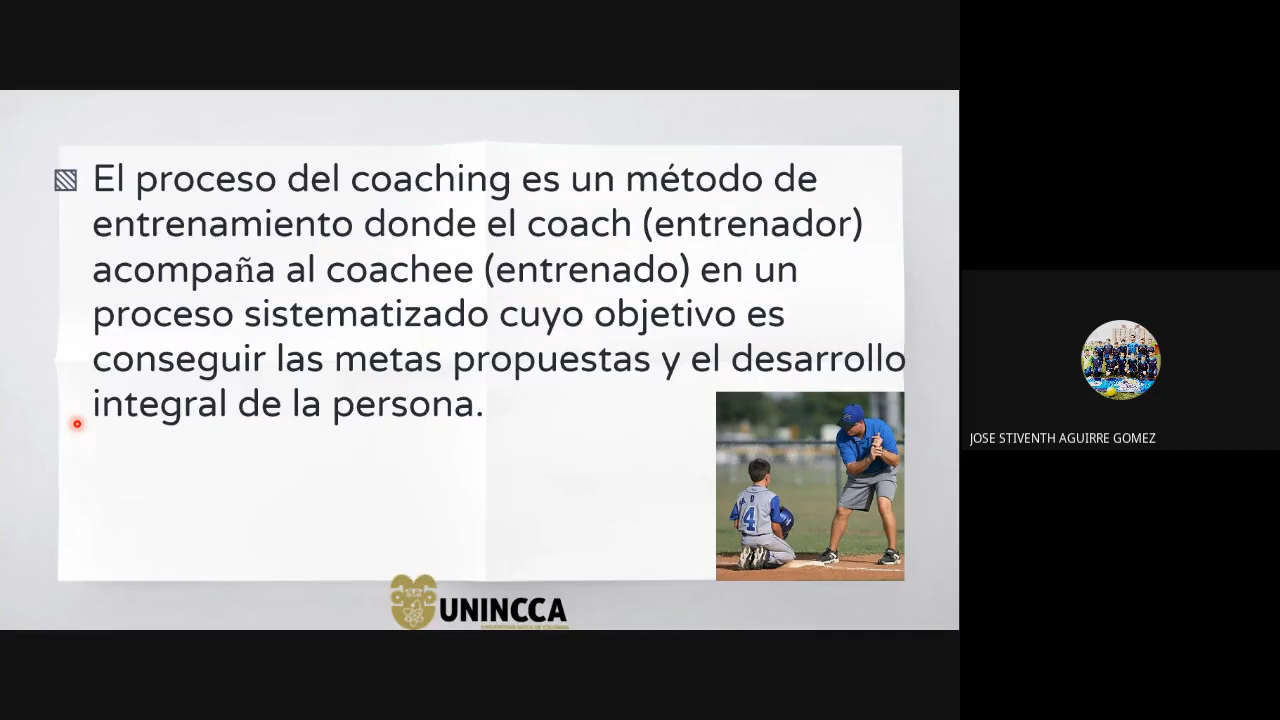 El proceso del coaching es un método de
entrenamiento donde el coach (entrenador)
acompaña al coachee (entrenado) en un
proceso sistematizado cuyo objetivo es
conseguir las metas propuestas y el desarrollo
integral de la persona.
4
UNINCCA
JOSE STIVENTH AGUIRRE GOMEZ